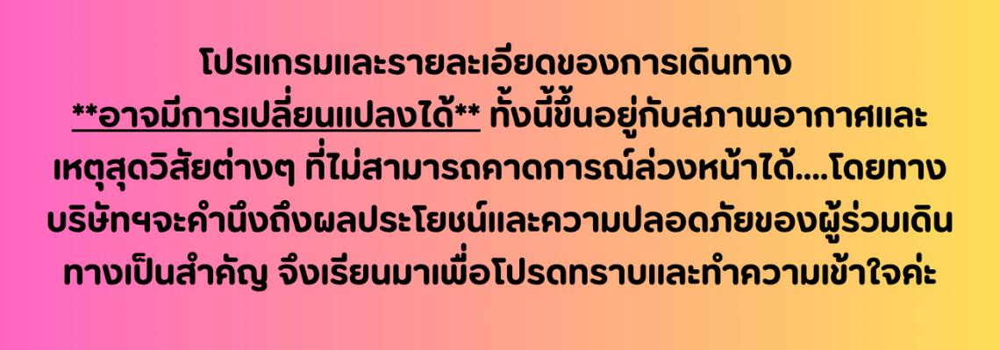 โปรแกรมและรายละเอียดของการเดินทาง
**อาจมีการเปลี่ยนแปลงได้** ทั้งนี้ขึ้นอยู่กับสภาพอากาศและ
เหตุสุดวิสัยต่างๆ ที่ไม่สามารถคาดการณ์ล่วงหน้าได้....โดยทาง
บริษัทฯจะคำนึงถึงผลประโยชน์และความปลอดภัยของผู้ร่วมเดิน
ทางเป็นสำคัญ จึงเรียนมาเพื่อโปรดทราบและทำความเข้าใจค่ะ